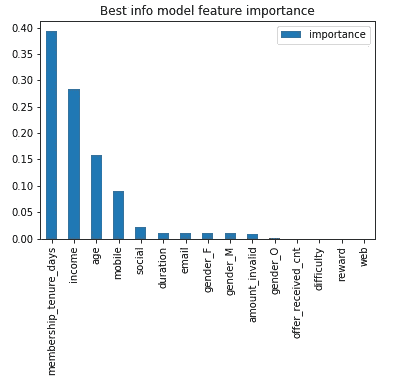 Best info model feature importance
importance
0.40
0.35
0.30
0.25
0.20
0.15
0.10
0.05
0.00
membership_tenure_days
income
age
mobile
social
duration
email
gender_F
gender_M
amount_invalid
gender_O
offer_received_cnt
difficulty
reward
web